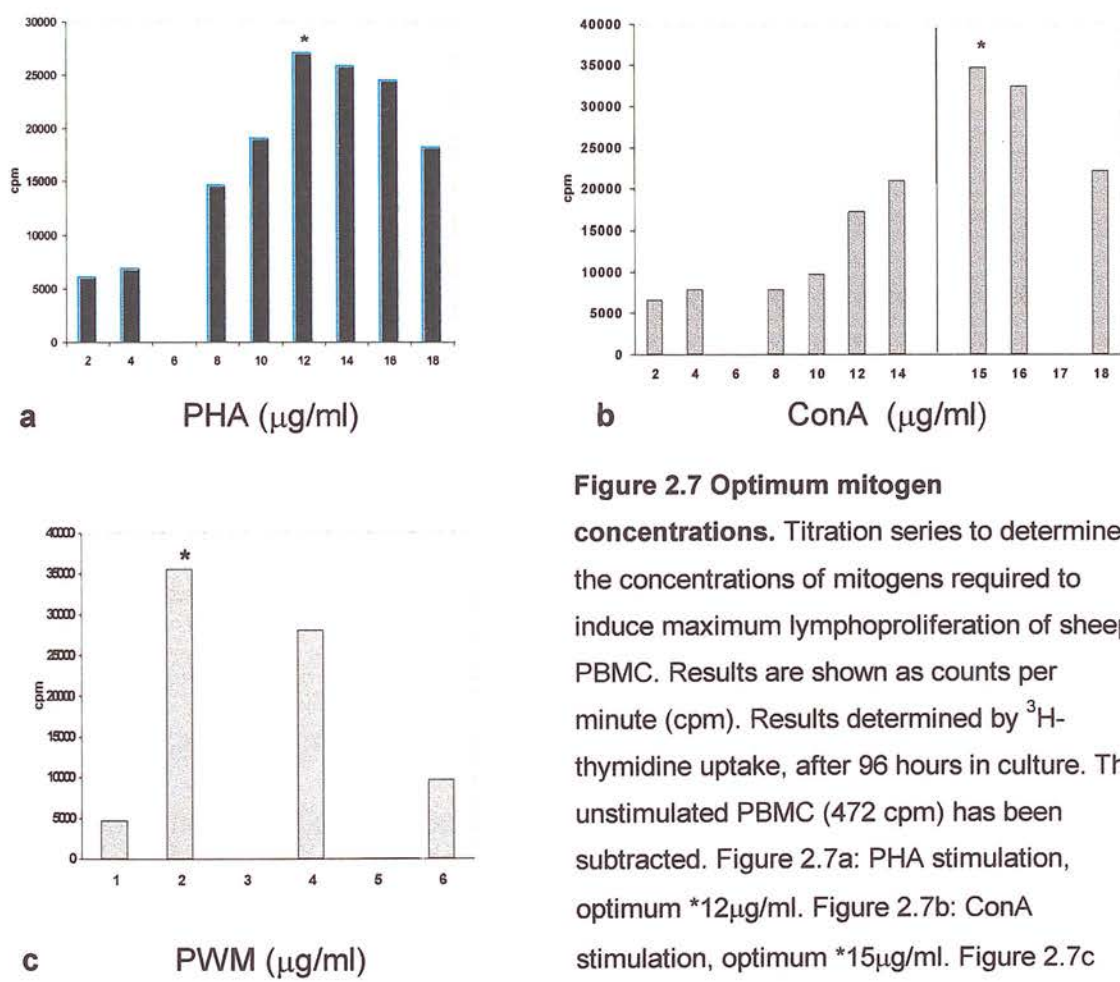 30000
25000
20000
15000
10000
5000
0
cpm
*
2 4 6 8 10 12 14 16 18
a PHA (µg/ml)
40000
35000
30000
25000
20000
15000
10000
5000
0
cpm
*
2 4 6 8 10 12 14 15 16 17 18
b ConA (µg/ml)
40000
35000
30000
25000
20000
15000
10000
5000
0
cpm
*
1 2 3 4 5 6
c PWM (µg/ml)
Figure 2.7 Optimum mitogen
concentrations. Titration series to determine
the concentrations of mitogens required to
induce maximum lymphoproliferation of sheep
PBMC. Results are shown as counts per
minute (cpm). Results determined by ³H-
thymidine uptake, after 96 hours in culture. Th
unstimulated PBMC (472 cpm) has been
subtracted. Figure 2.7a: PHA stimulation,
optimum *12µg/ml. Figure 2.7b: ConA
stimulation, optimum *15µg/ml. Figure 2.7c